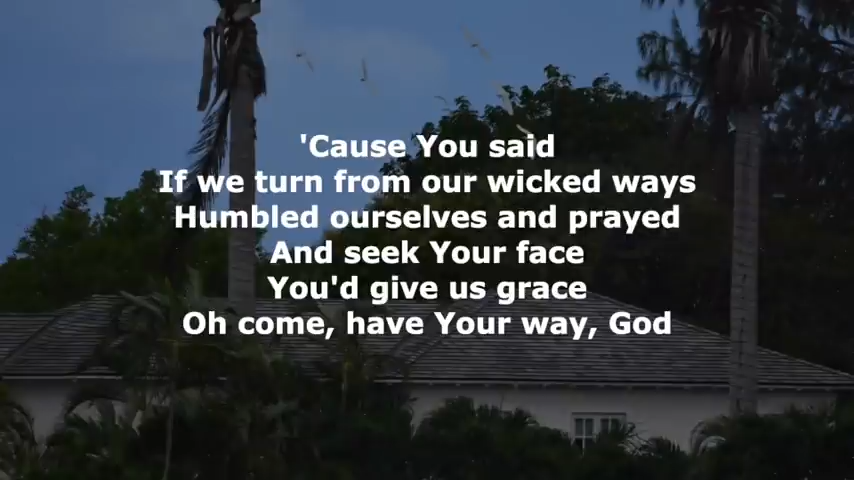 'Cause You said
If we turn from our wicked ways
Humbled ourselves and prayed
And seek Your face
You'd give us grace
Oh come, have Your way, God